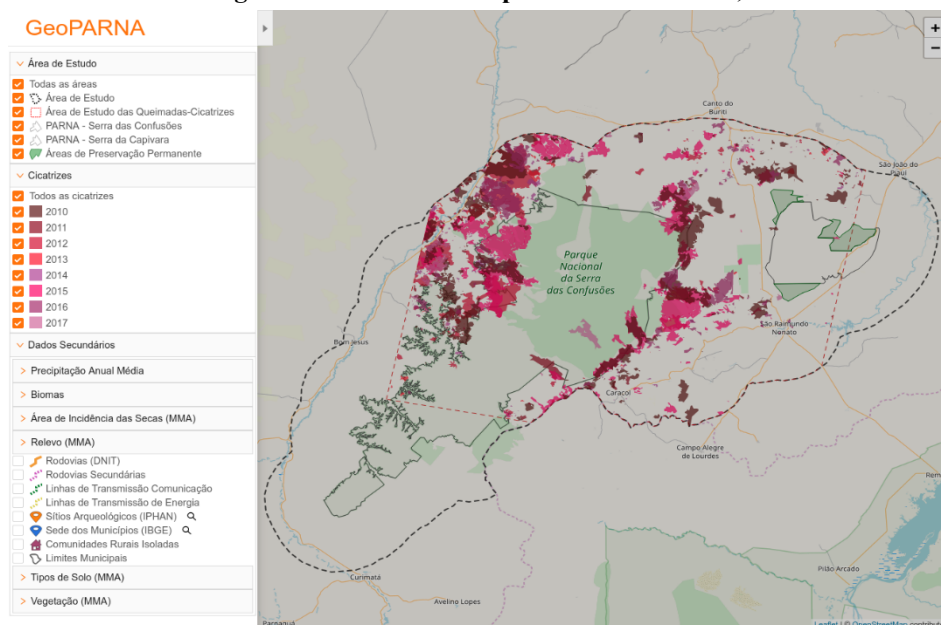 GeoPARNA
Área de Estudo
Todas as áreas
Área de Estudo
Área de Estudo das Queimadas-Cicatrizes
PARNA - Serra das Confusões
PARNA - Serra da Capivara
Áreas de Preservação Permanente
Cicatrizes
Todos as cicatrizes
2010
2011
2012
2013
2014
2015
2016
2017
Dados Secundários
Precipitação Anual Média
Biomas
Área de Incidência das Secas (MMA)
Relevo (MMA)
Rodovias (DNIT)
Rodovias Secundárias
Linhas de Transmissão Comunicação
Linhas de Transmissão de Energia
Sítios Arqueológicos (IPHAN)
Sede dos Municípios (IBGE)
Comunidades Rurais Isoladas
Limites Municipais
Tipos de Solo (MMA)
Vegetação (MMA)
+
−
Canto do
Buriti
São João do
Piauí
Parque
Nacional
da Serra
das Confusões
Bom Jesus
São Raimundo
Nonato
Caracol
Campo Alegre
de Lourdes
Rem
Pilão Arcado
Curimatá
Avelino Lopes
Parnaguá
Leaflet | © OpenStreetMap contribut